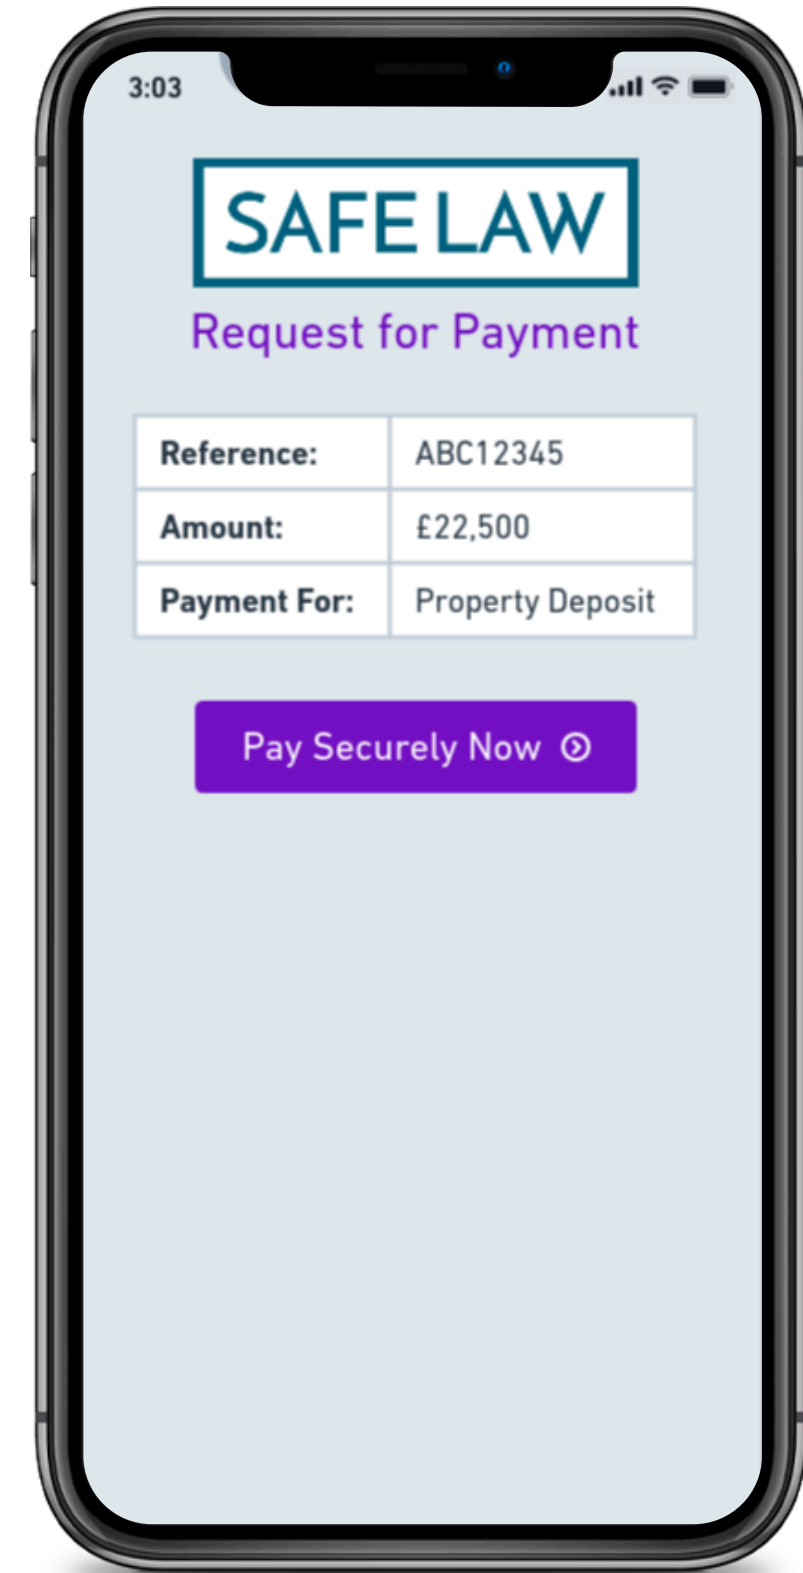 3:03
SAFE LAW
Request for Payment
Reference: ABC12345
Amount: £22,500
Payment For: Property Deposit
Pay Securely Now